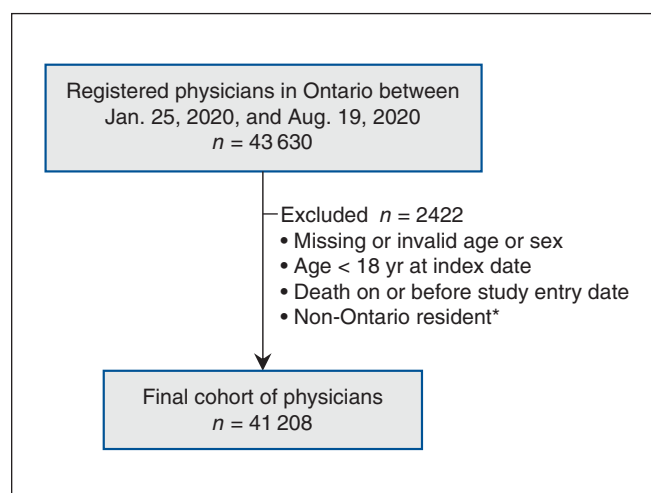 Registered physicians in Ontario between
Jan. 25, 2020, and Aug. 19, 2020
n = 43 630
Excluded n = 2422
• Missing or invalid age or sex
• Age < 18 yr at index date
• Death on or before study entry date
• Non-Ontario resident*
Final cohort of physicians
n = 41 208